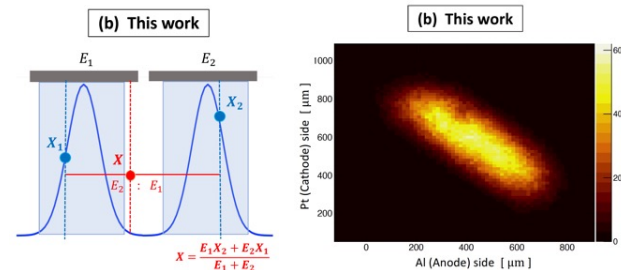 (b) This work
E₁ E₂
X₁
X₂
X
E₂ : E₁
X = (E₁X₂ + E₂X₁) / (E₁ + E₂)
(b) This work
Pt (Cathode) side [ μm ]
1000
800
600
400
200
0 200 400 600 800
Al (Anode) side [ μm ]
60
40
20
0